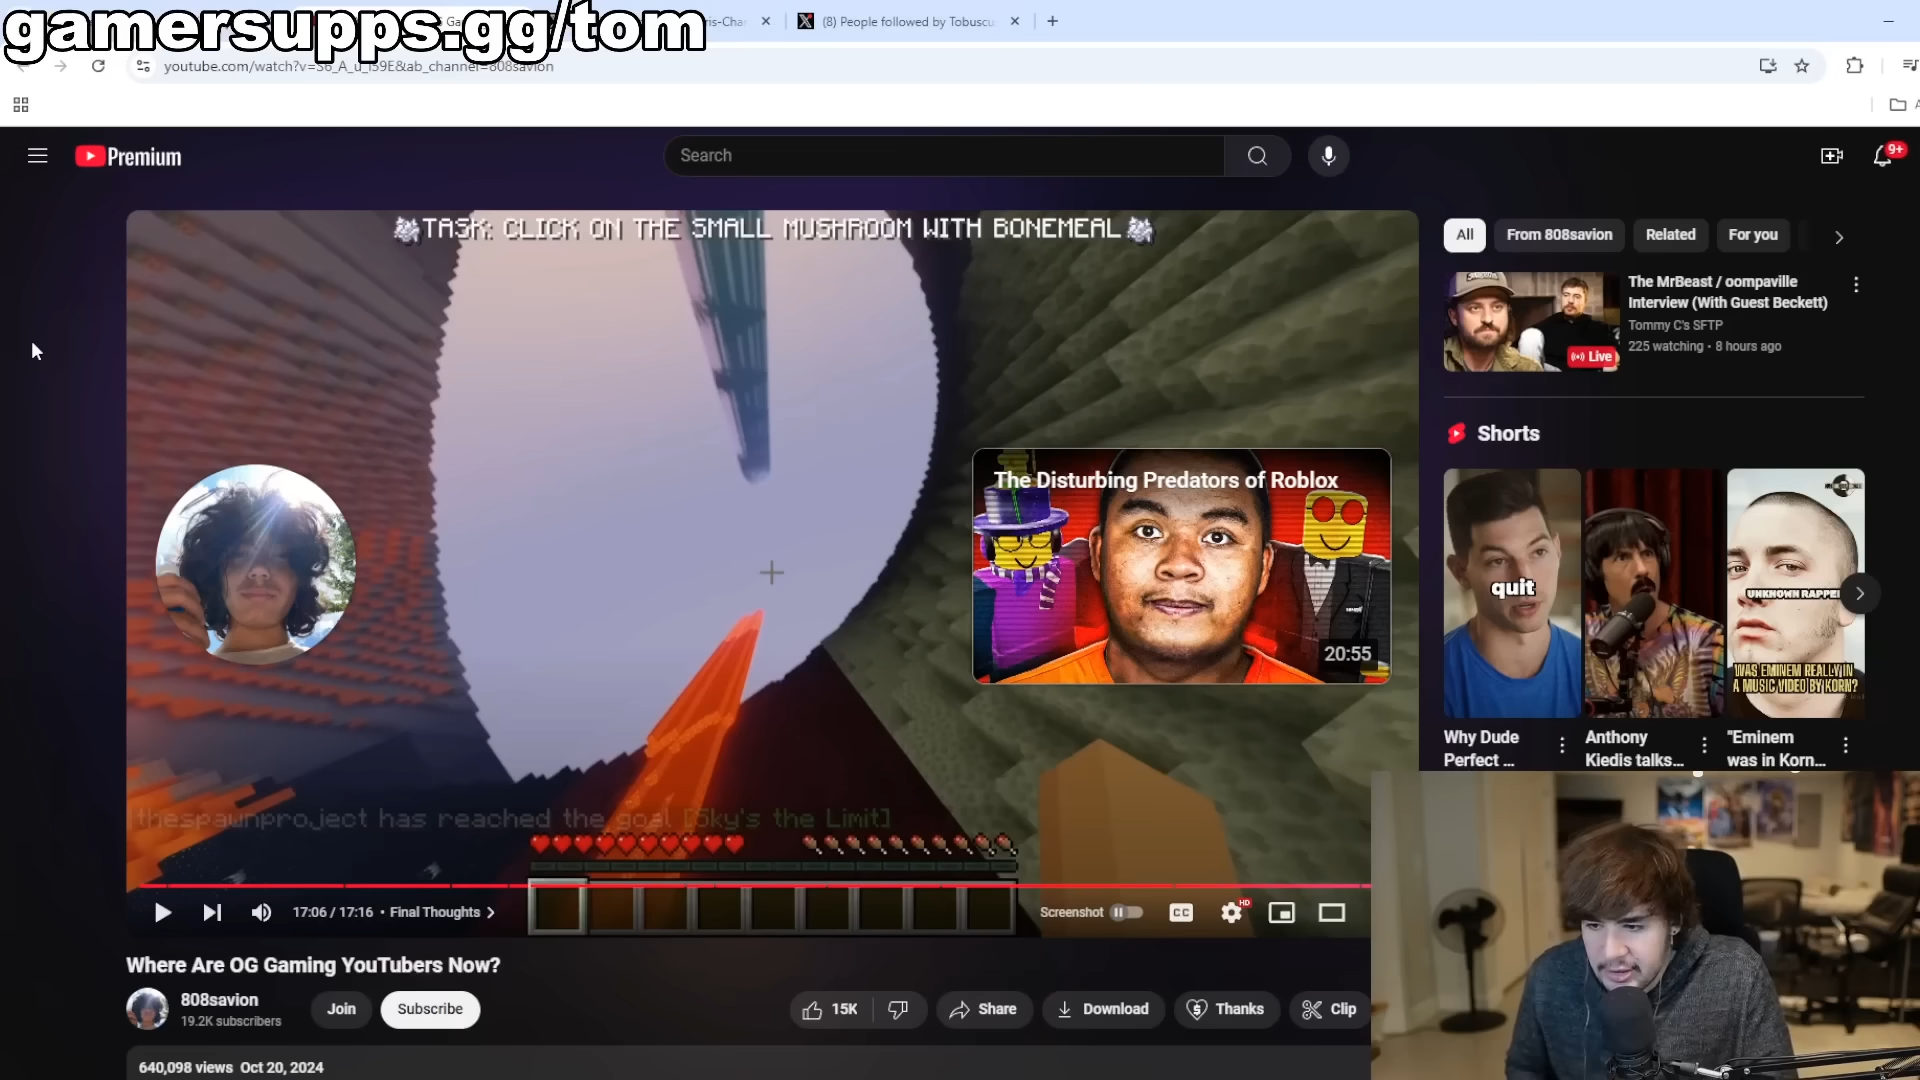 gamersupps.gg/tom
(8) People followed by Tobuscu
youtube.com/watch?v=S6_A_u_i59E&ab_channel=808savion
Premium
Search
9+
TASK: CLICK ON THE SMALL MUSHROOM WITH BONEMEAL
The Disturbing Predators of Roblox
20:55
thespawnproject has reached the goal [Sky's the Limit]
17:06 / 17:16 • Final Thoughts
Screenshot
CC
HD
Where Are OG Gaming YouTubers Now?
808savion
19.2K subscribers
Join
Subscribe
15K
Share
Download
Thanks
Clip
640,098 views Oct 20, 2024
All
From 808savion
Related
For you
The MrBeast / oompaville
Interview (With Guest Beckett)
Tommy C's SFTP
225 watching • 8 hours ago
Live
Shorts
quit
UNKNOWN RAPPE
WAS EMINEM REALLY IN
A MUSIC VIDEO BY KORN?
Why Dude
Perfect ...
Anthony
Kiedis talks...
"Eminem
was in Korn...